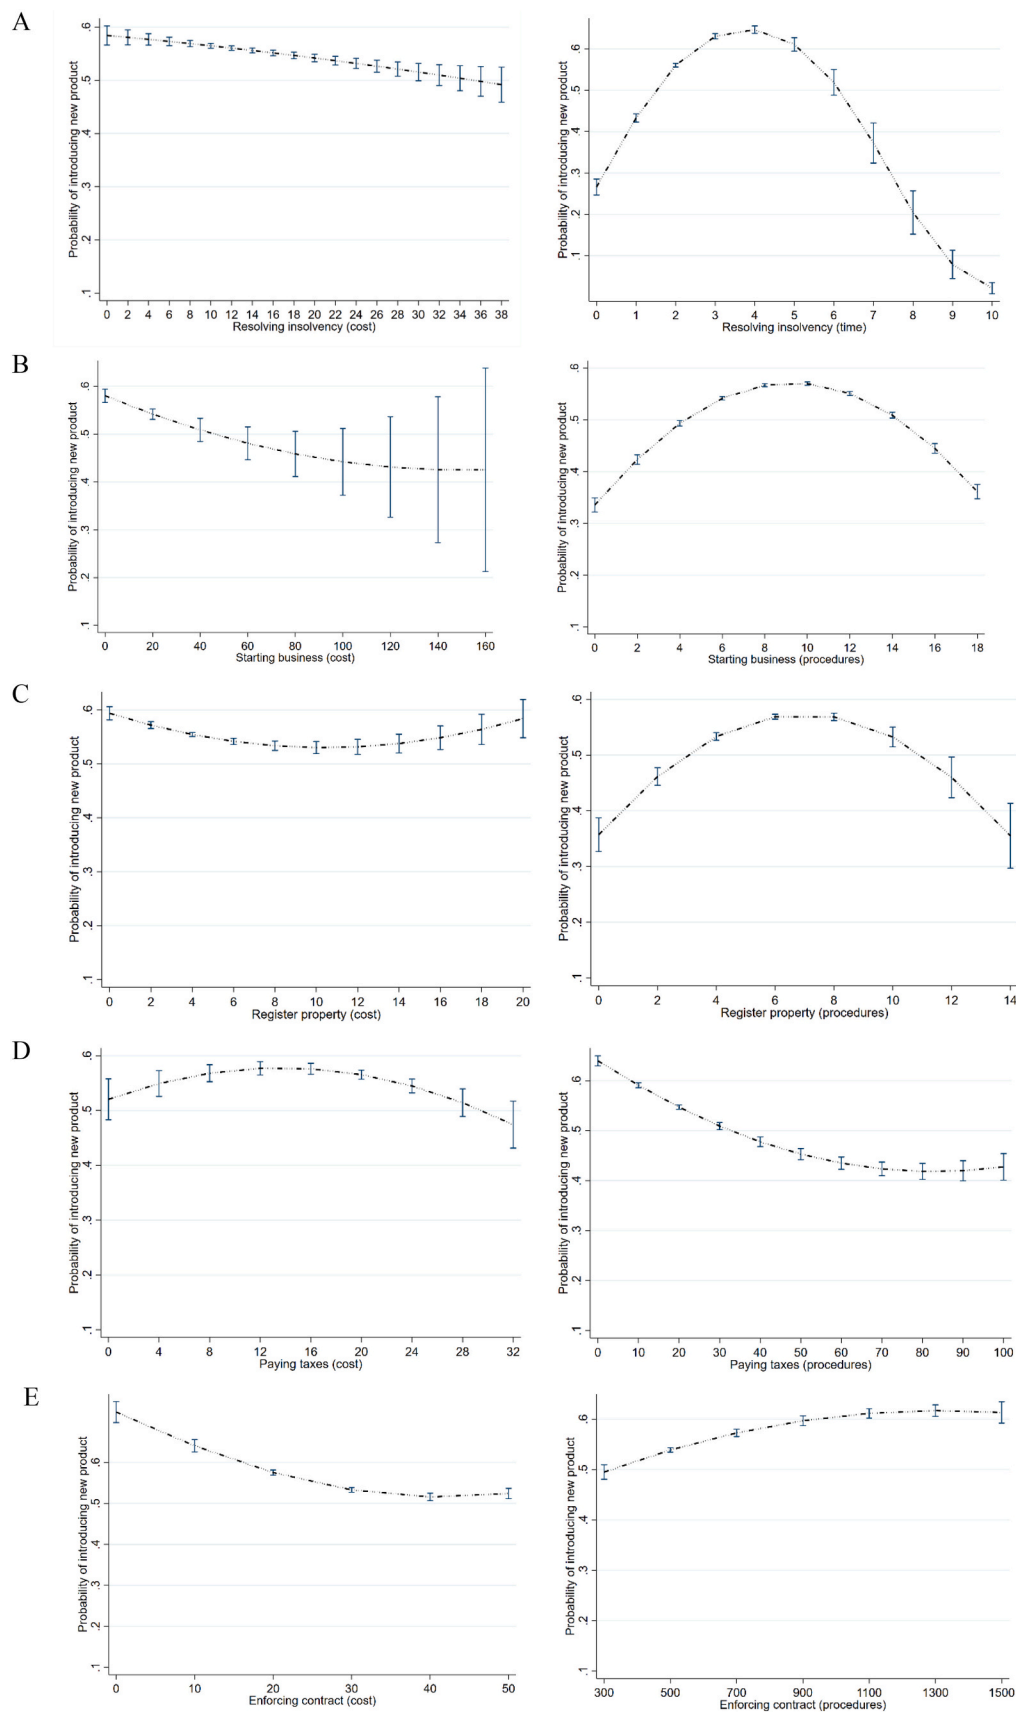 A
Probability of introducing new product
.6
.5
.4
.3
.2
.1
0 2 4 6 8 10 12 14 16 18 20 22 24 26 28 30 32 34 36 38
Resolving insolvency (cost)
Probability of introducing new product
.6
.5
.4
.3
.2
.1
0 1 2 3 4 5 6 7 8 9 10
Resolving insolvency (time)
B
Probability of introducing new product
.6
.5
.4
.3
.2
.1
0 20 40 60 80 100 120 140 160
Starting business (cost)
Probability of introducing new product
.6
.5
.4
.3
.2
.1
0 2 4 6 8 10 12 14 16 18
Starting business (procedures)
C
Probability of introducing new product
.6
.5
.4
.3
.2
.1
0 2 4 6 8 10 12 14 16 18 20
Register property (cost)
Probability of introducing new product
.6
.5
.4
.3
.2
.1
0 2 4 6 8 10 12 14
Register property (procedures)
D
Probability of introducing new product
.6
.5
.4
.3
.2
.1
0 4 8 12 16 20 24 28 32
Paying taxes (cost)
Probability of introducing new product
.6
.5
.4
.3
.2
.1
0 10 20 30 40 50 60 70 80 90 100
Paying taxes (procedures)
E
Probability of introducing new product
.6
.5
.4
.3
.2
.1
0 10 20 30 40 50
Enforcing contract (cost)
Probability of introducing new product
.6
.5
.4
.3
.2
.1
300 500 700 900 1100 1300 1500
Enforcing contract (procedures)